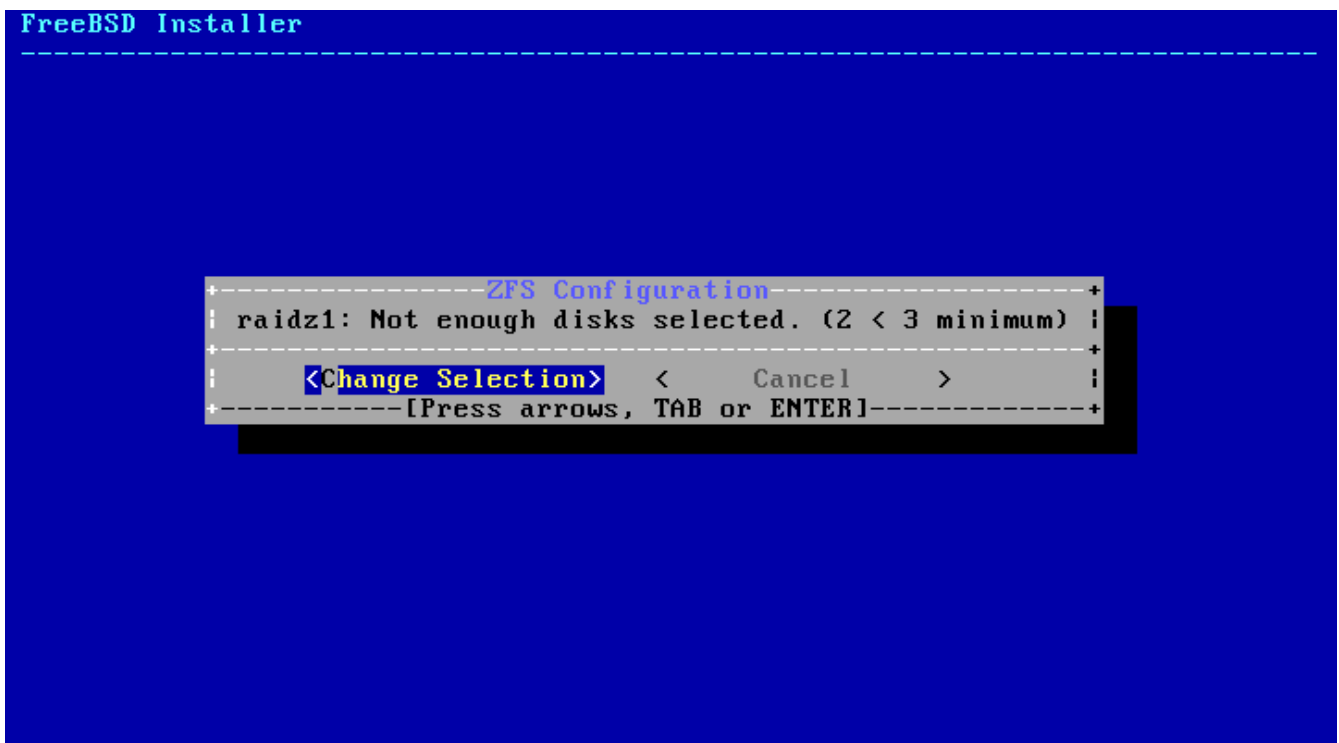 FreeBSD Installer
ZFS Configuration
raidz1: Not enough disks selected. (2 < 3 minimum)
<Change Selection> < Cancel >
[Press arrows, TAB or ENTER]